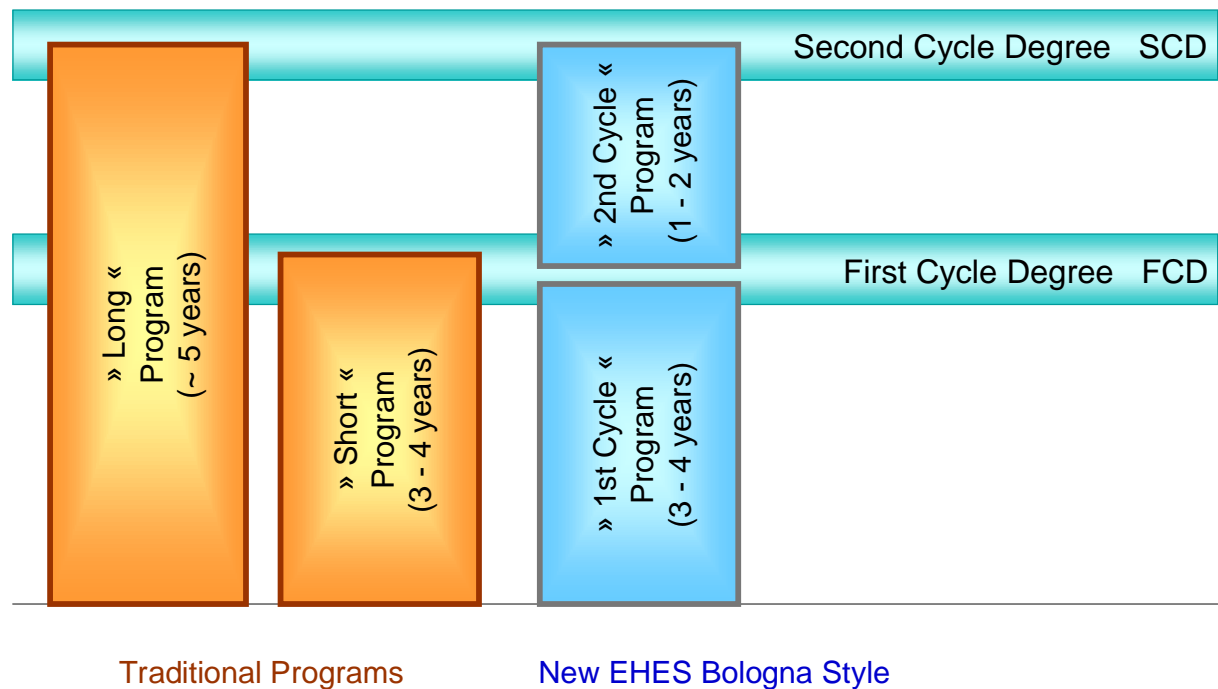 Second Cycle Degree SCD
» 2nd Cycle «
Program
(1 - 2 years)
First Cycle Degree FCD
» Long «
Program
(~ 5 years)
» Short «
Program
(3 - 4 years)
» 1st Cycle «
Program
(3 - 4 years)
Traditional Programs
New EHES Bologna Style